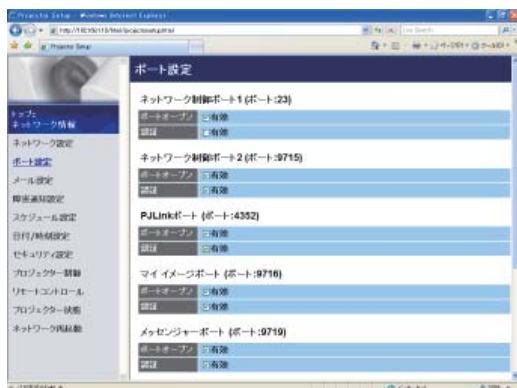 Projector Setup - Windows Internet Explorer
Projector Setup
ポート設定
トップ:
ネットワーク情報
ネットワーク設定
ポート設定
メール設定
障害通知設定
スケジュール設定
日付/時刻設定
セキュリティ設定
プロジェクター制御
リモートコントロール
プロジェクター状態
ネットワーク再起動
ネットワーク制御ポート1 (ポート:23)
ポートオープン 有効
認証 有効
ネットワーク制御ポート2 (ポート:9715)
ポートオープン 有効
認証 有効
PJLinkポート (ポート:4352)
ポートオープン 有効
認証 有効
マイ イメージポート (ポート:9716)
ポートオープン 有効
認証 有効
メッセンジャーポート (ポート:9719)
ポートオープン 有効
認証 有効